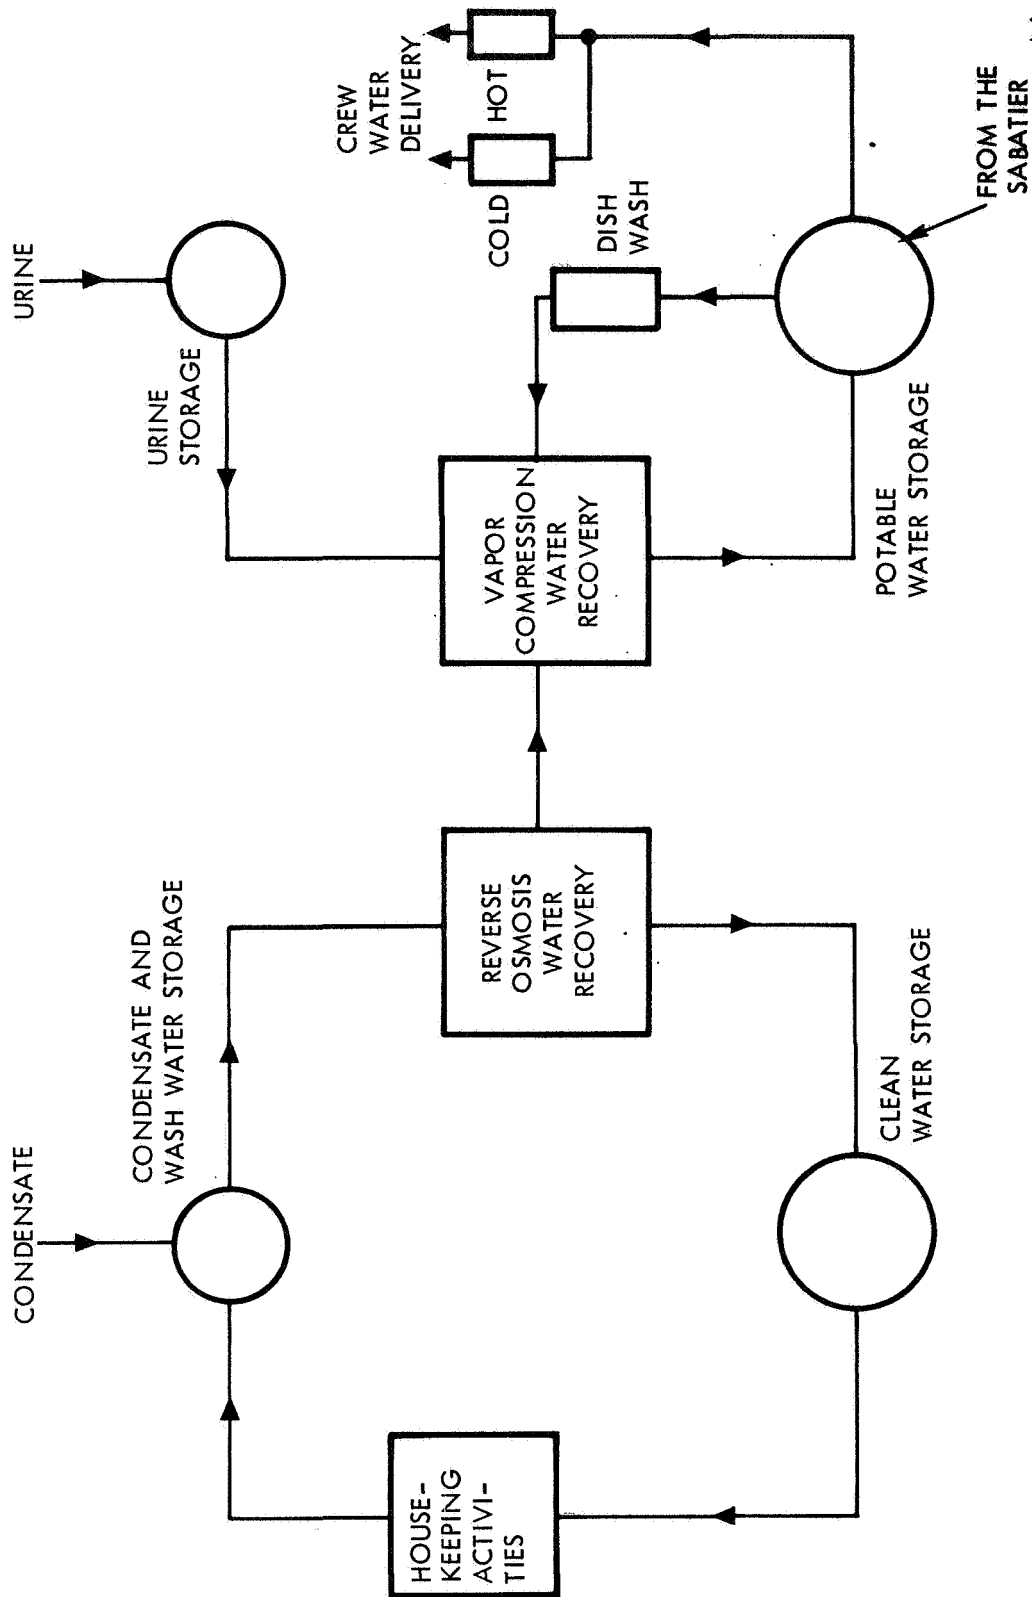 CONDENSATE
CONDENSATE AND
WASH WATER STORAGE
HOUSE-
KEEPING
ACTIVI-
TIES
REVERSE
OSMOSIS
WATER
RECOVERY
CLEAN
WATER STORAGE
URINE
URINE
STORAGE
VAPOR
COMPRESSION
WATER
RECOVERY
POTABLE
WATER STORAGE
DISH
WASH
COLD
HOT
CREW
WATER
DELIVERY
FROM THE
SABATIER